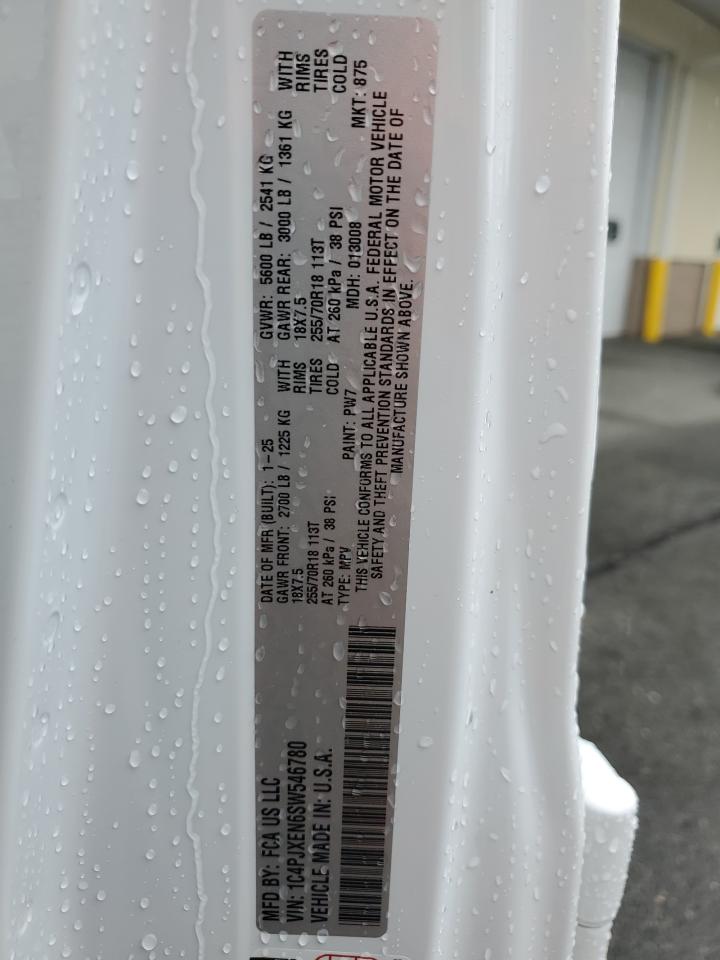 MFD BY: FCA US LLC
VIN: 1C4PJXEN6SW546780
VEHICLE MADE IN: U.S.A.
DATE OF MFR (BUILT): 1-25
GAWR FRONT: 2700 LB / 1225 KG WITH
18X7.5 RIMS
255/70R18 113T TIRES
AT 260 kPa / 38 PSI COLD
GVWR: 5600 LB / 2541 KG
GAWR REAR: 3000 LB / 1361 KG WITH
18X7.5 RIMS
255/70R18 113T TIRES
AT 260 kPa / 38 PSI COLD
TYPE: MPV PAINT: PW7 MDH: 013008 MKT: 875
THIS VEHICLE CONFORMS TO ALL APPLICABLE U.S.A. FEDERAL MOTOR VEHICLE
SAFETY AND THEFT PREVENTION STANDARDS IN EFFECT ON THE DATE OF
MANUFACTURE SHOWN ABOVE.